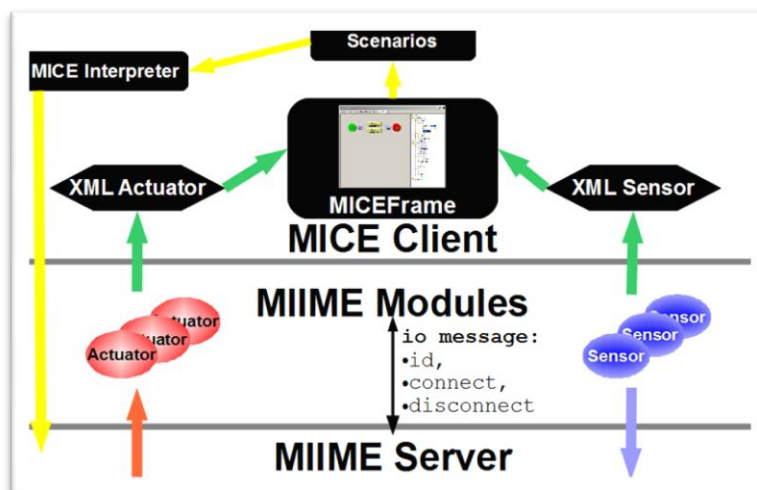 Scenarios
MICE Interpreter
XML Actuator
XML Sensor
MICEFrame
MICE Client
MIIME Modules
Actuator
Actuator
Actuator
io message:
•id,
•connect,
•disconnect
Sensor
Sensor
Sensor
MIIME Server